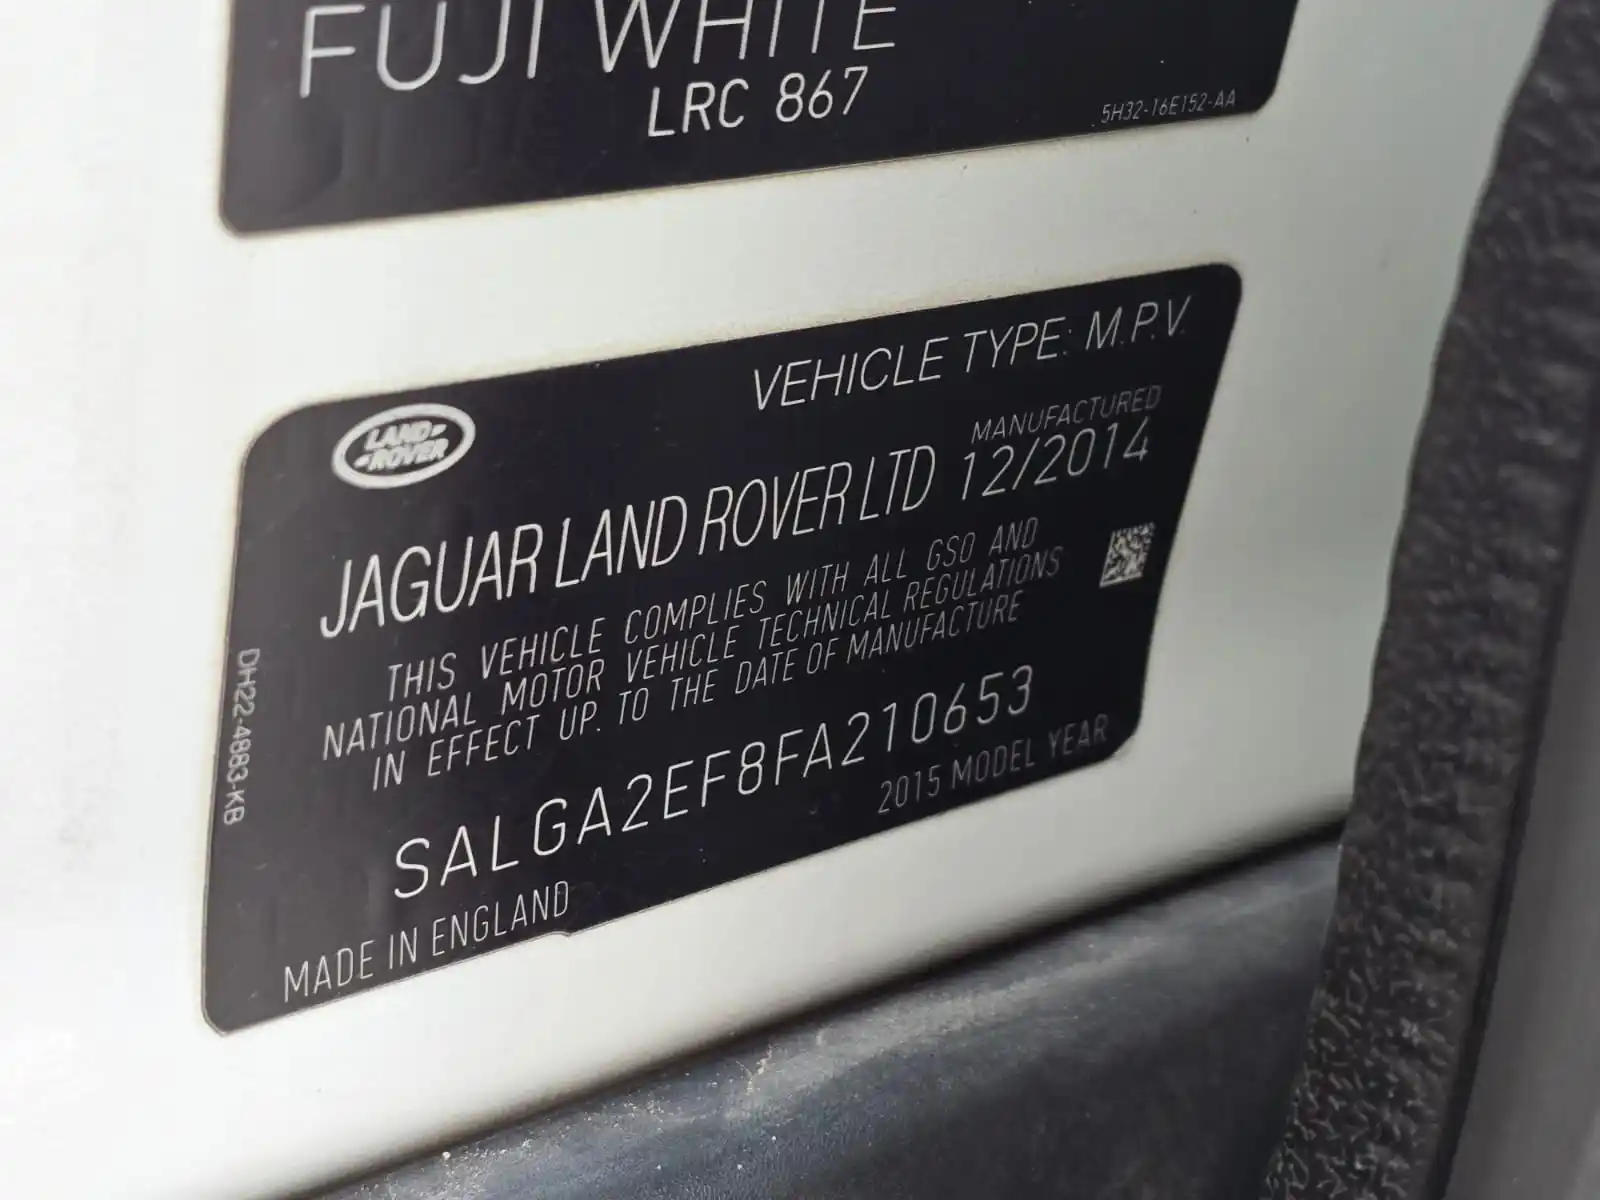 FUJI WHITE
LRC 867
5H32-16E152-AA
VEHICLE TYPE: M.P.V.
LAND
ROVER
MANUFACTURED
JAGUAR LAND ROVER LTD 12/2014
THIS VEHICLE COMPLIES WITH ALL GSO AND
NATIONAL MOTOR VEHICLE TECHNICAL REGULATIONS
IN EFFECT UP. TO THE DATE OF MANUFACTURE
SALGA2EF8FA210653
2015 MODEL YEAR
MADE IN ENGLAND
DH22-4883-KB